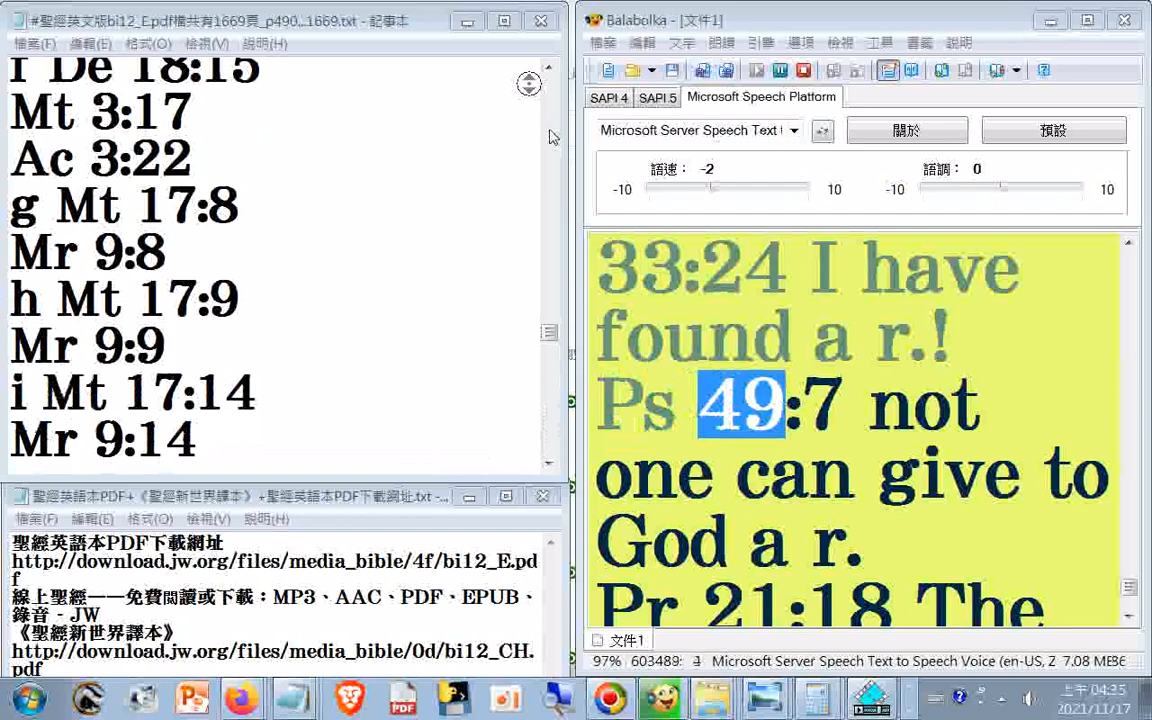 #聖經英文版bi12_E.pdf檔共有1669頁_p490,..1669.txt - 記事本
檔案(F) 編輯(E) 格式(O) 檢視(V) 說明(H)
r De 18:15
Mt 3:17
Ac 3:22
g Mt 17:8
Mr 9:8
h Mt 17:9
Mr 9:9
i Mt 17:14
Mr 9:14
聖經英語本PDF+《聖經新世界譯本》+聖經英語本PDF下載網址.txt - ...
檔案(F) 編輯(E) 格式(O) 檢視(V) 說明(H)
聖經英語本PDF下載網址
http://download.jw.org/files/media_bible/4f/bi12_E.pd
f
線上聖經──免費閱讀或下載：MP3、AAC、PDF、EPUB、
錄音 - JW
《聖經新世界譯本》
http://download.jw.org/files/media_bible/0d/bi12_CH.
pdf
Balabolka - [文件1]
檔案 編輯 文字 朗讀 引擎 選項 檢視 工具 書籤 說明
SAPI 4 SAPI 5 Microsoft Speech Platform
Microsoft Server Speech Text 關於 預設
語速： -2 語調： 0
-10 10 -10 10
33:24 I have
found a r.!
Ps 49:7 not
one can give to
God a r.
Pr 21:18 The
文件1
97% 603489: Microsoft Server Speech Text to Speech Voice (en-US, Z 7.08 MB
上午 04:35
2021/11/17